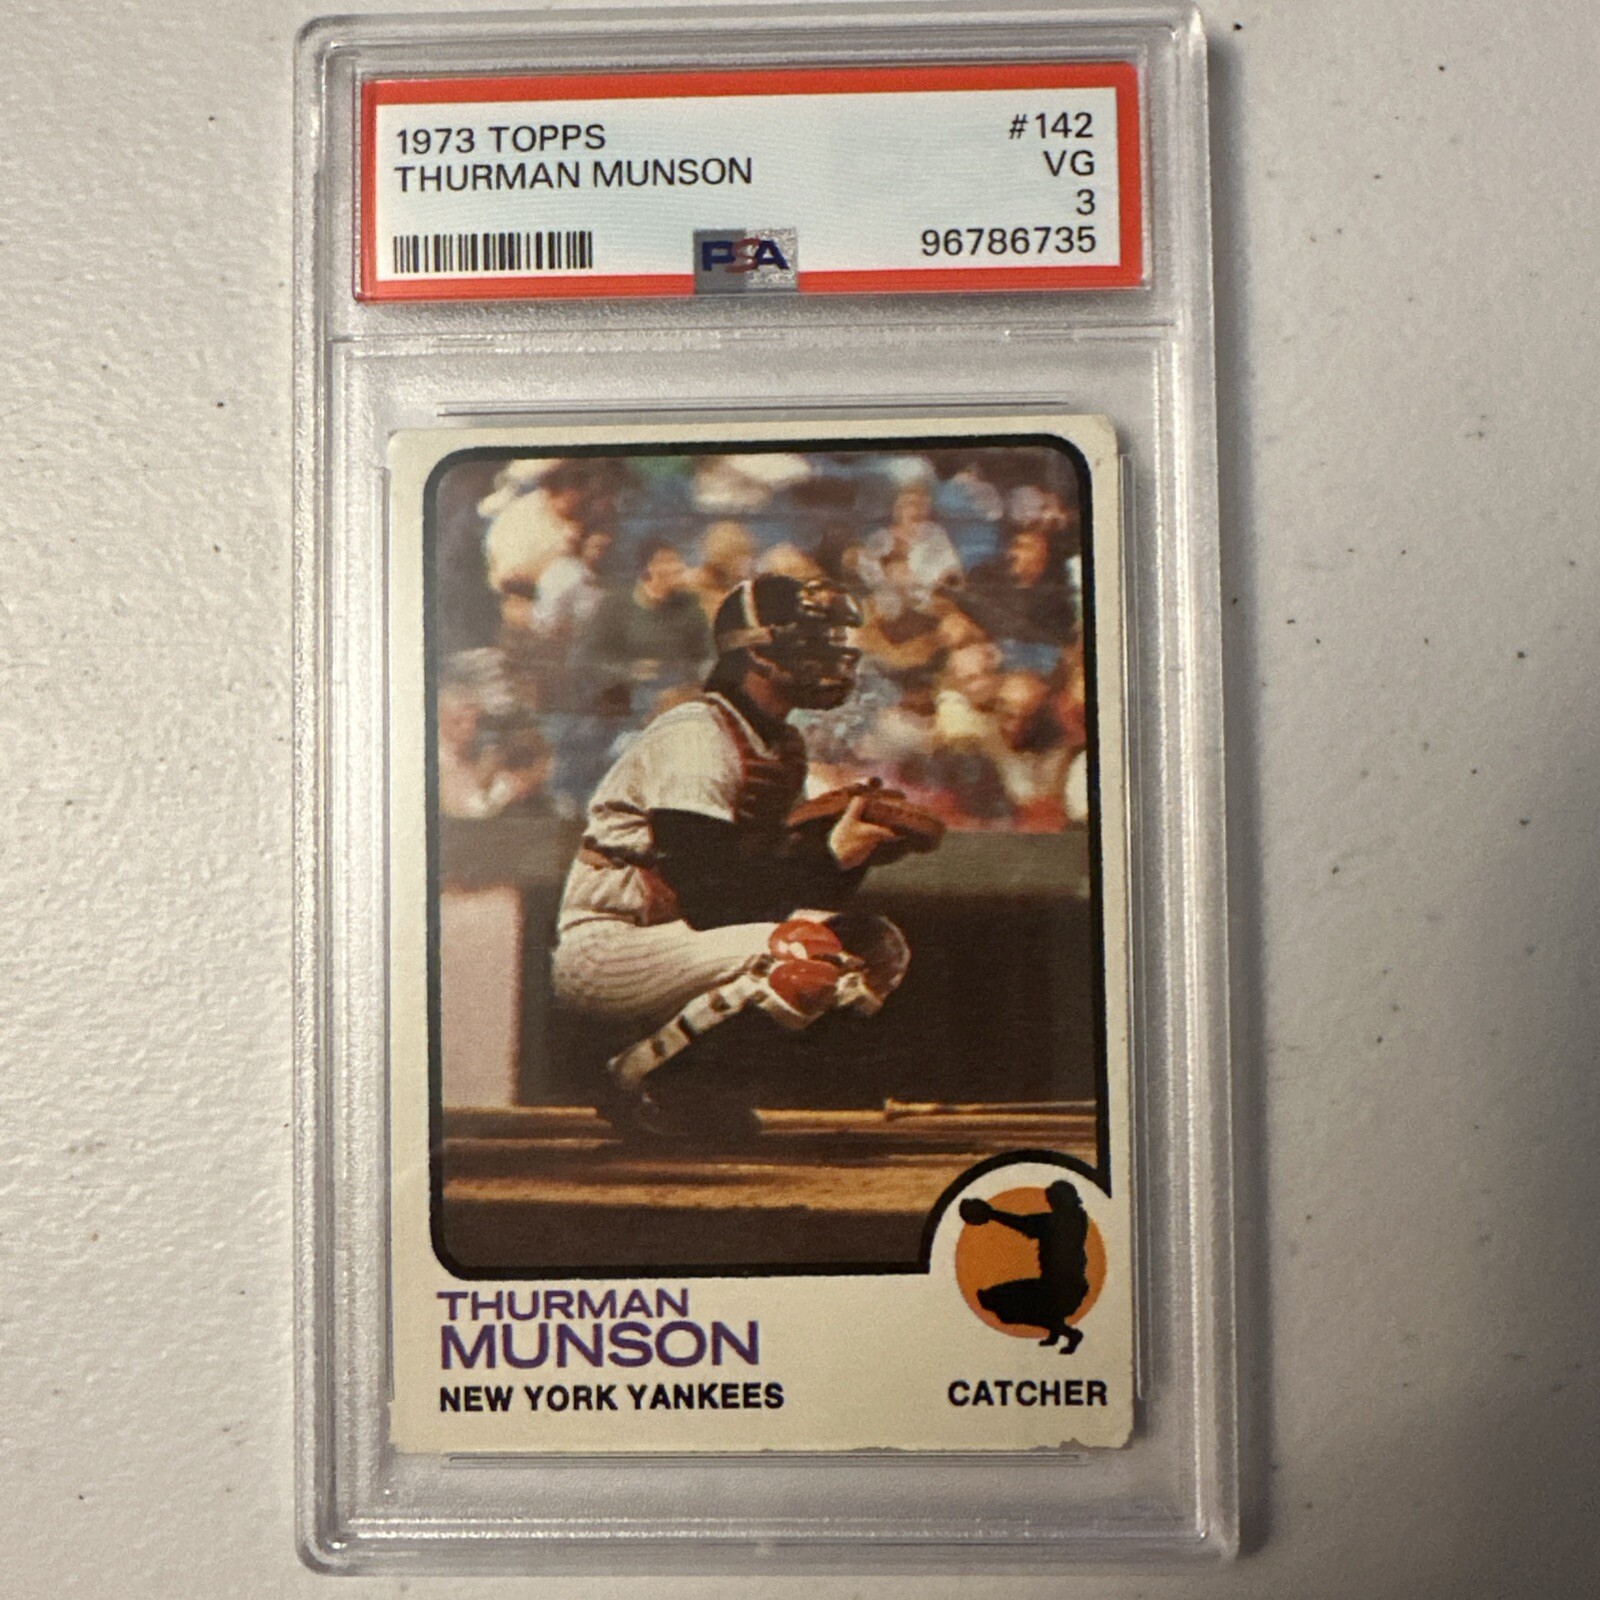 1973 TOPPS #142
THURMAN MUNSON VG
3
PSA 96786735
THURMAN
MUNSON
NEW YORK YANKEES CATCHER